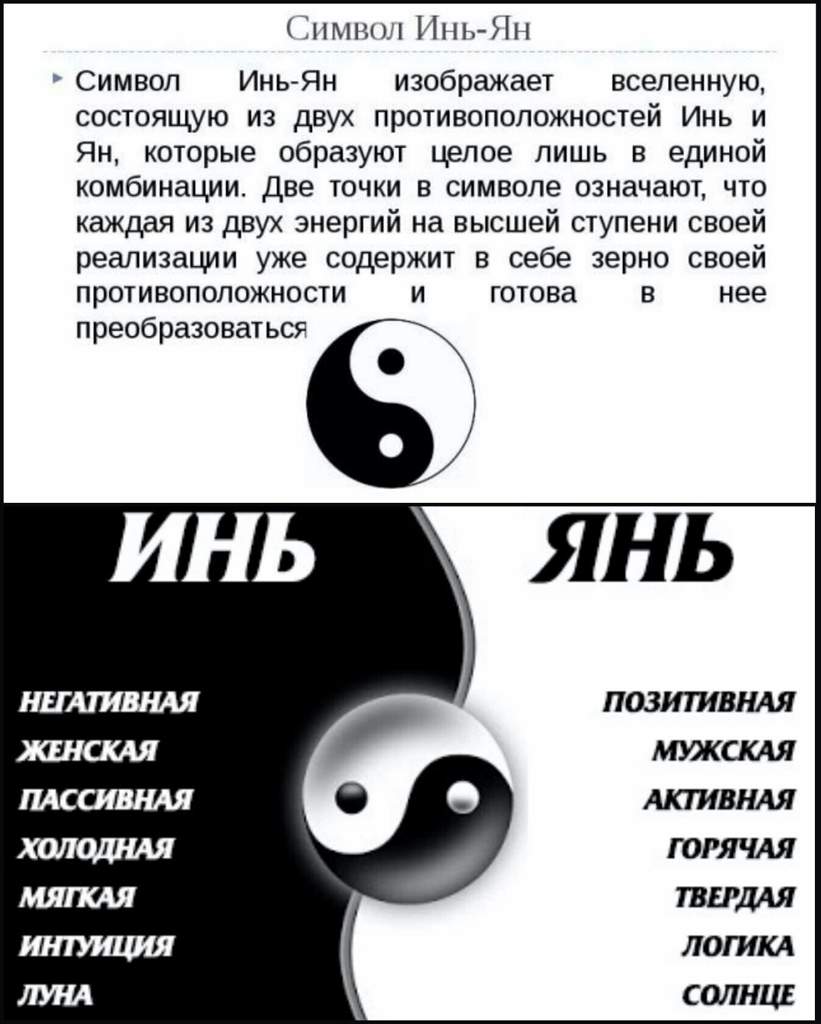 Символ Инь-Ян
Символ Инь-Ян изображает вселенную,
состоящую из двух противоположностей Инь и
Ян, которые образуют целое лишь в единой
комбинации. Две точки в символе означают, что
каждая из двух энергий на высшей ступени своей
реализации уже содержит в себе зерно своей
противоположности и готова в нее
преобразоваться
ИНЬ
ЯНЬ
НЕГАТИВНАЯ
ЖЕНСКАЯ
ПАССИВНАЯ
ХОЛОДНАЯ
МЯГКАЯ
ИНТУИЦИЯ
ЛУНА
ПОЗИТИВНАЯ
МУЖСКАЯ
АКТИВНАЯ
ГОРЯЧАЯ
ТВЕРДАЯ
ЛОГИКА
СОЛНЦЕ